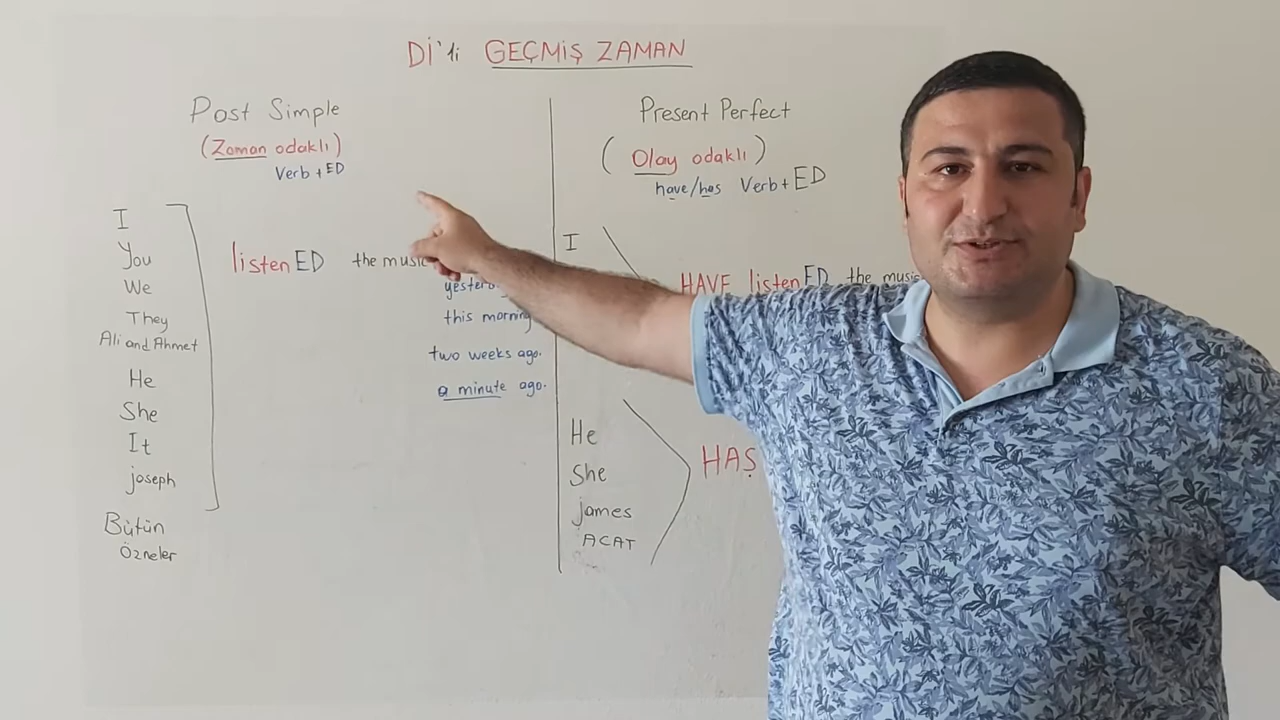 Dİ'li GEÇMİŞ ZAMAN
Past Simple
(Zaman odaklı)
Verb + ED
I
You
We
They
Ali and Ahmet
He
She
It
joseph
Bütün
Özneler
listenED the music
this morning
two weeks ago.
a minute ago.
Present Perfect
(Olay odaklı)
have/has Verb+ED
I
HAVE listenED the music
He
She
james
A CAT
HAS